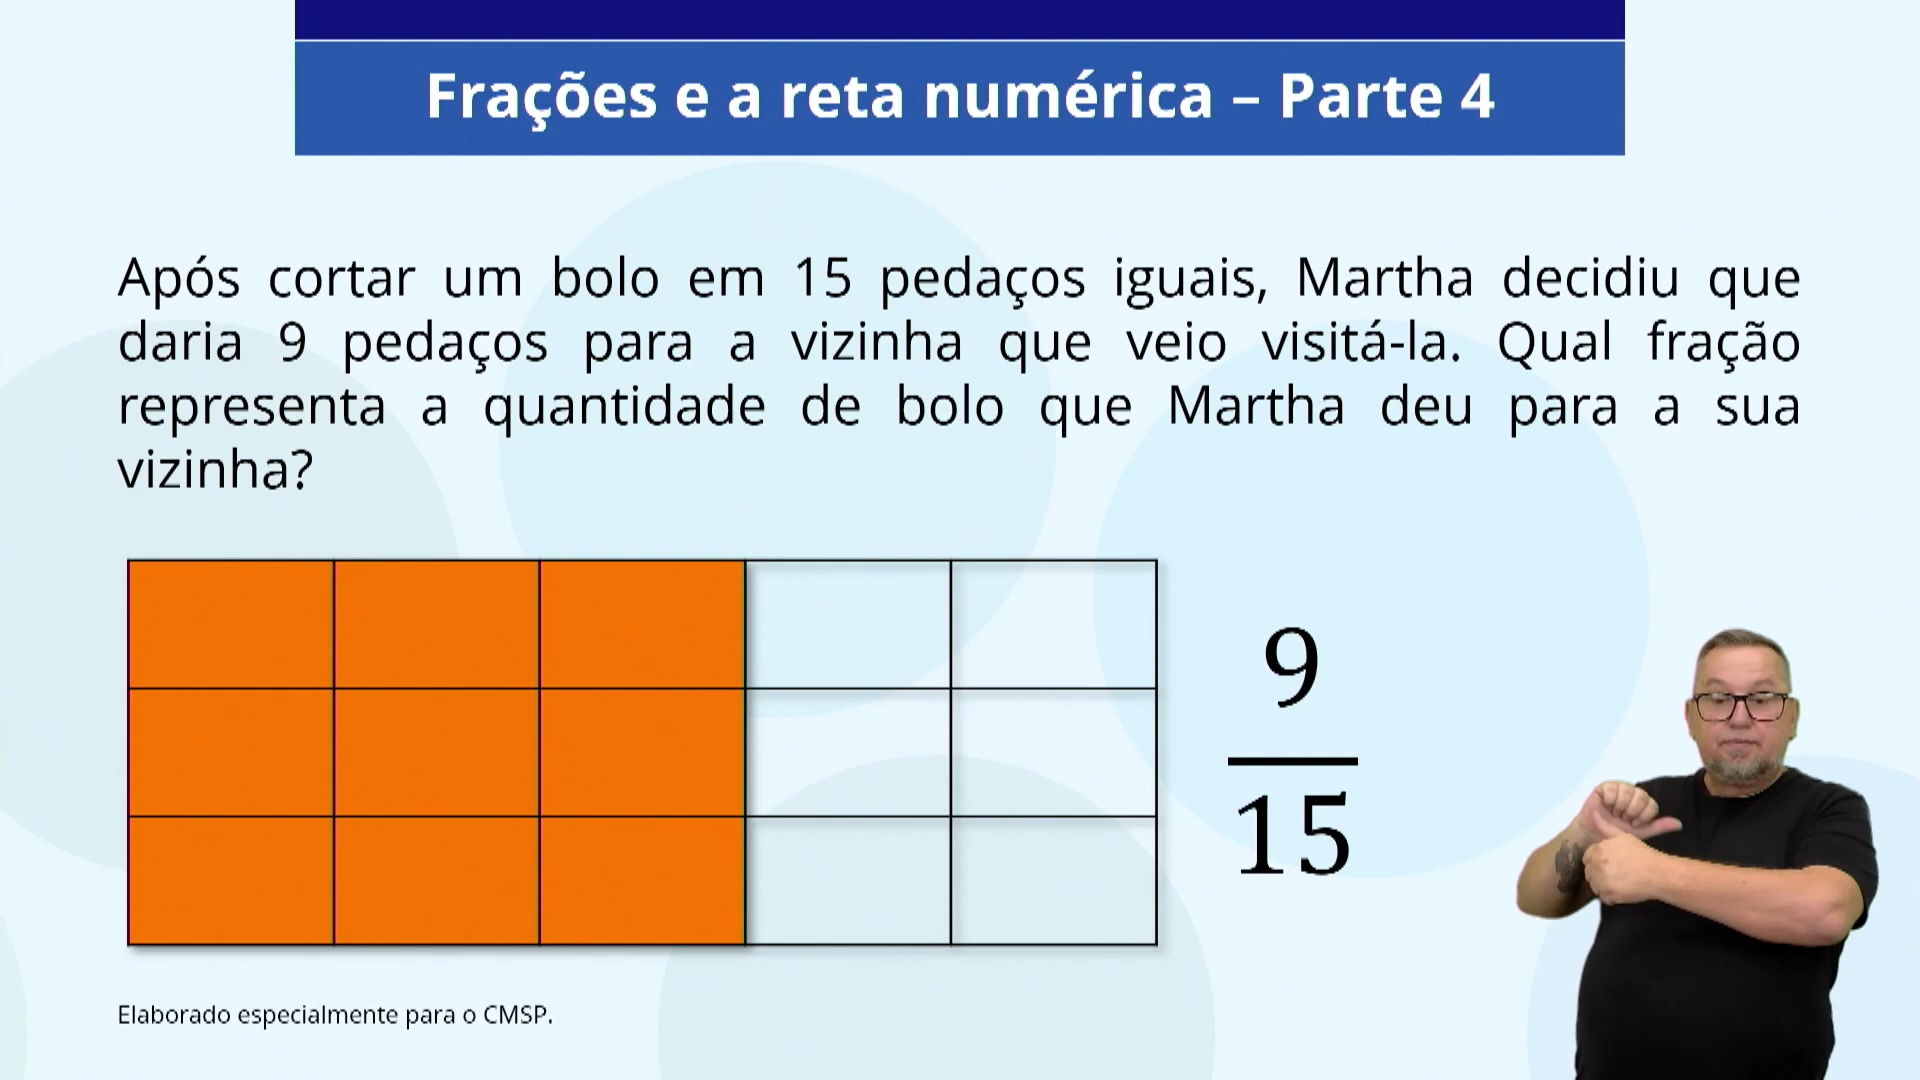 Frações e a reta numérica – Parte 4
Após cortar um bolo em 15 pedaços iguais, Martha decidiu que
daria 9 pedaços para a vizinha que veio visitá-la. Qual fração
representa a quantidade de bolo que Martha deu para a sua
vizinha?
9
15
Elaborado especialmente para o CMSP.